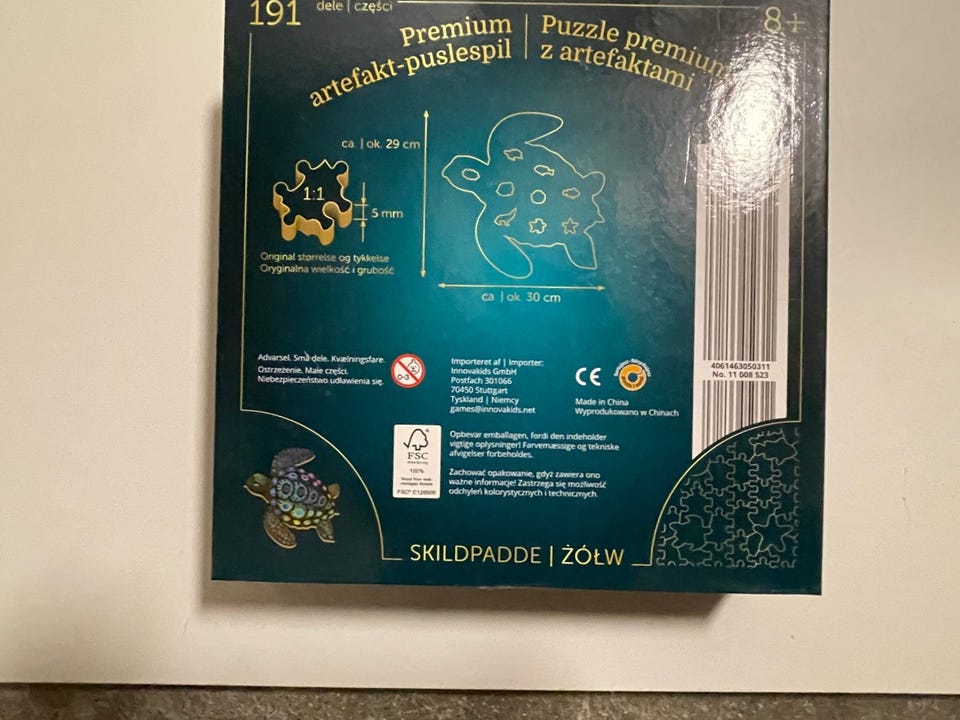 191 dele | części
8+
Premium
artefakt-puslespil
Puzzle premium
z artefaktami
ca. | ok. 29 cm
1:1
5 mm
Original størrelse og tykkelse
Oryginalna wielkość i grubość
ca. | ok. 30 cm
Advarsel. Små dele. Kvælningsfare.
Ostrzeżenie. Małe części.
Niebezpieczeństwo udławienia się.
0-3
Importeret af | Importer:
Innovakids GmbH
Postfach 301066
70450 Stuttgart
Tyskland | Niemcy
games@innovakids.net
CE
Made in China
Wyprodukowano w Chinach
4061463050311
No. 11 008 523
FSC
100%
FSC® 
Opbevar emballagen, fordi den indeholder
vigtige oplysninger! Farvemæssige og tekniske
afvigelser forbeholdes.
Zachować opakowanie, gdyż zawiera ono
ważne informacje! Zastrzega się możliwość
odchyleń kolorystycznych i technicznych.
SKILDPADDE | ŻÓŁW